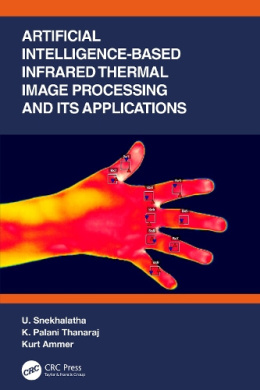 ARTIFICIAL
INTELLIGENCE-BASED
INFRARED THERMAL
IMAGE PROCESSING
AND ITS APPLICATIONS
U. Snekhalatha
K. Palani Thanaraj
Kurt Ammer
CRC
CRC Press
Taylor & Francis Group